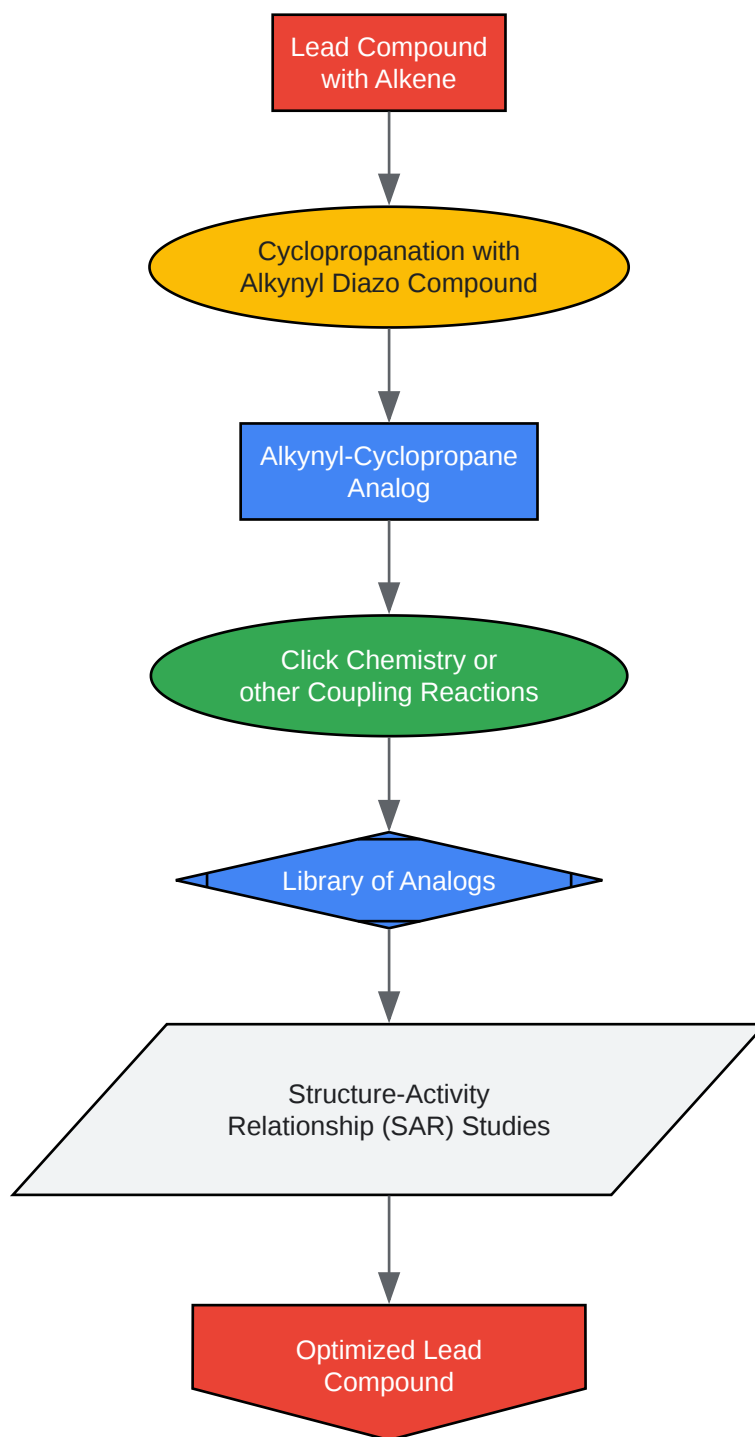 Lead Compound
with Alkene
Cyclopropanation with
Alkynyl Diazo Compound
Alkynyl-Cyclopropane
Analog
Click Chemistry or
other Coupling Reactions
Library of Analogs
Structure-Activity
Relationship (SAR) Studies
Optimized Lead
Compound